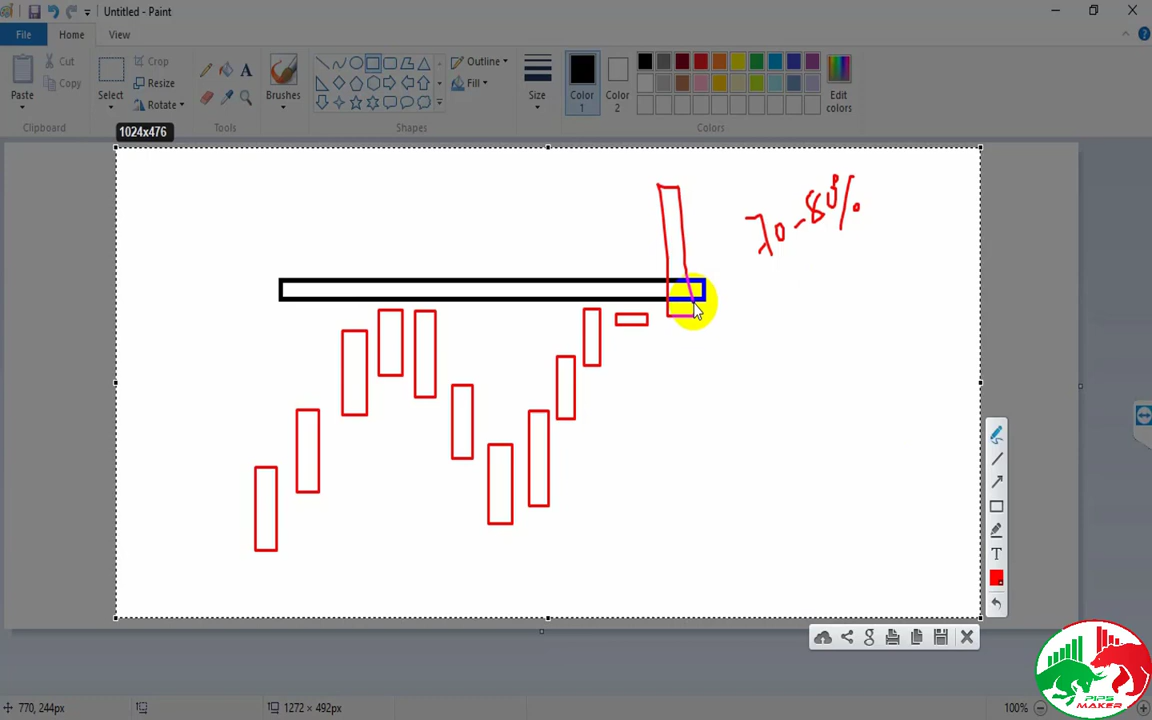 Untitled - Paint
File Home View
Paste
Cut
Copy
Clipboard
Select
Crop
Resize
Rotate
A
Tools
Brushes
Shapes
Outline
Fill
Size
Color 1
Color 2
Edit colors
Colors
1024x476
70-80%
T
g
PIPS MAKER
770, 244px
1272 × 492px
100%